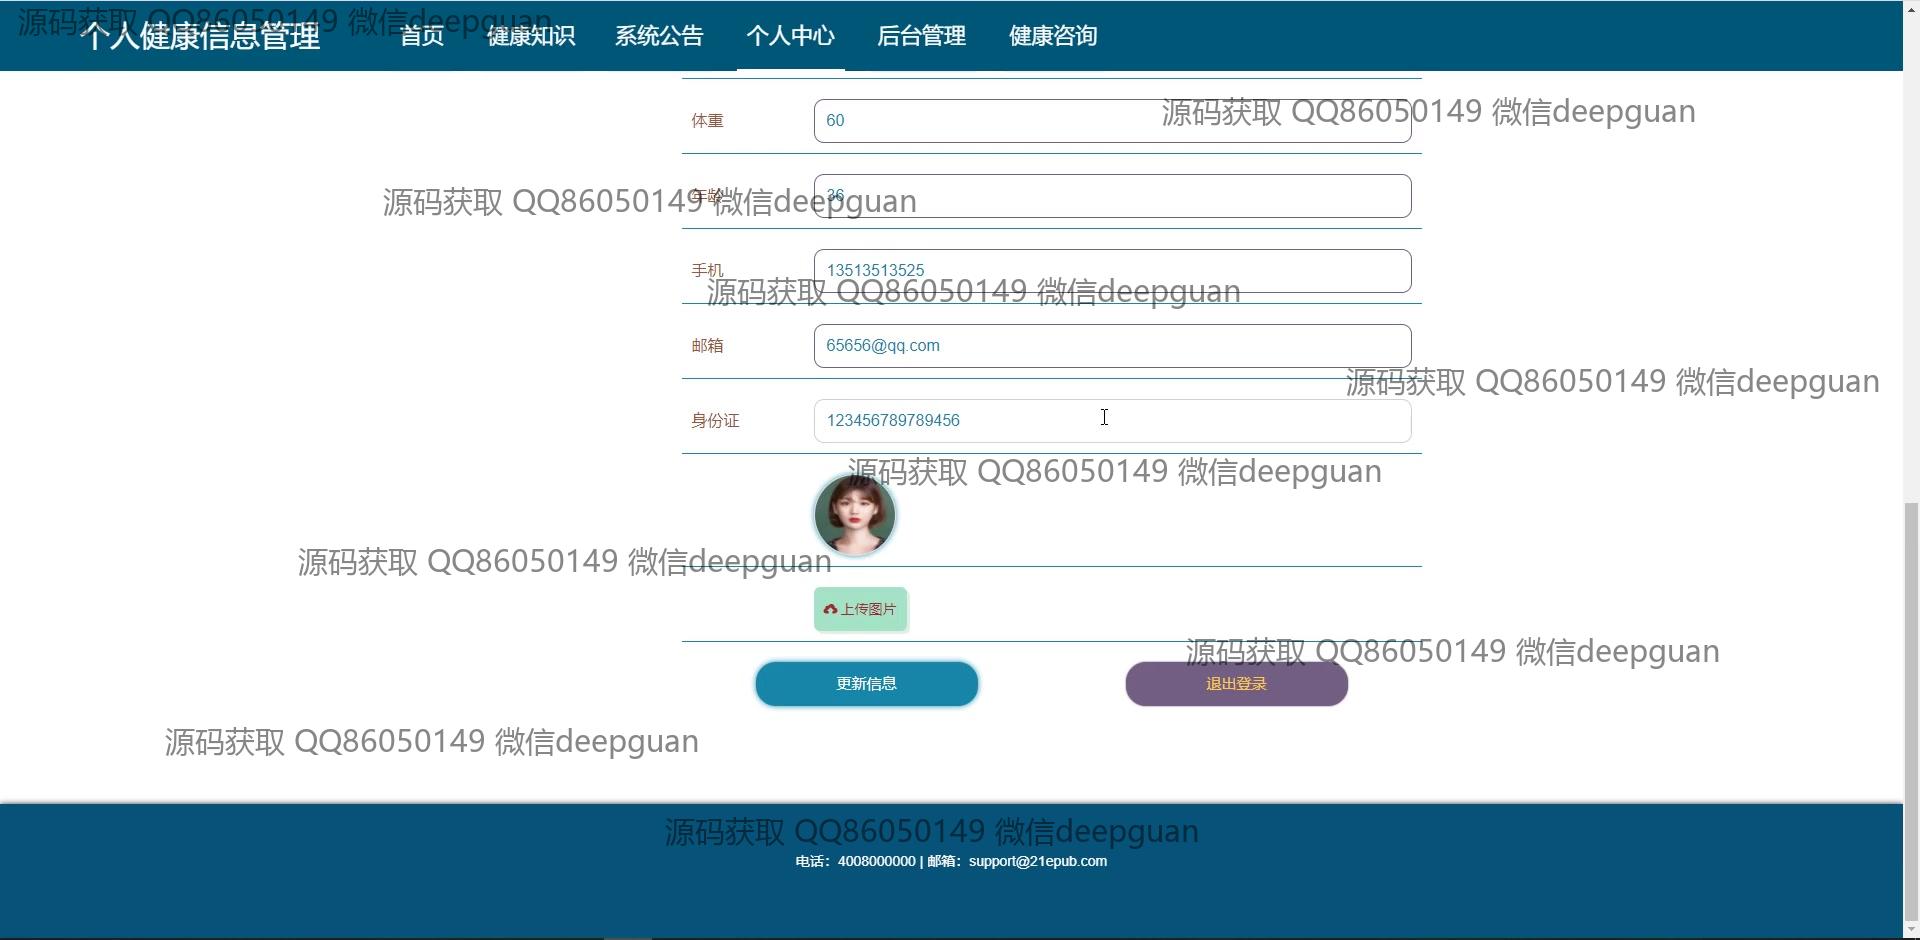 源码获取 QQ86050149 微信deepguan
个人健康信息管理 首页 健康知识 系统公告 个人中心 后台管理 健康咨询
体重 60
源码获取 QQ86050149 微信deepguan
年龄 36
源码获取 QQ86050149 微信deepguan
手机 13513513525
源码获取 QQ86050149 微信deepguan
邮箱 65656@qq.com
源码获取 QQ86050149 微信deepguan
身份证 123456789789456
源码获取 QQ86050149 微信deepguan
源码获取 QQ86050149 微信deepguan
上传图片
源码获取 QQ86050149 微信deepguan
更新信息 退出登录
源码获取 QQ86050149 微信deepguan
源码获取 QQ86050149 微信deepguan
电话：4008000000 | 邮箱：support@21epub.com